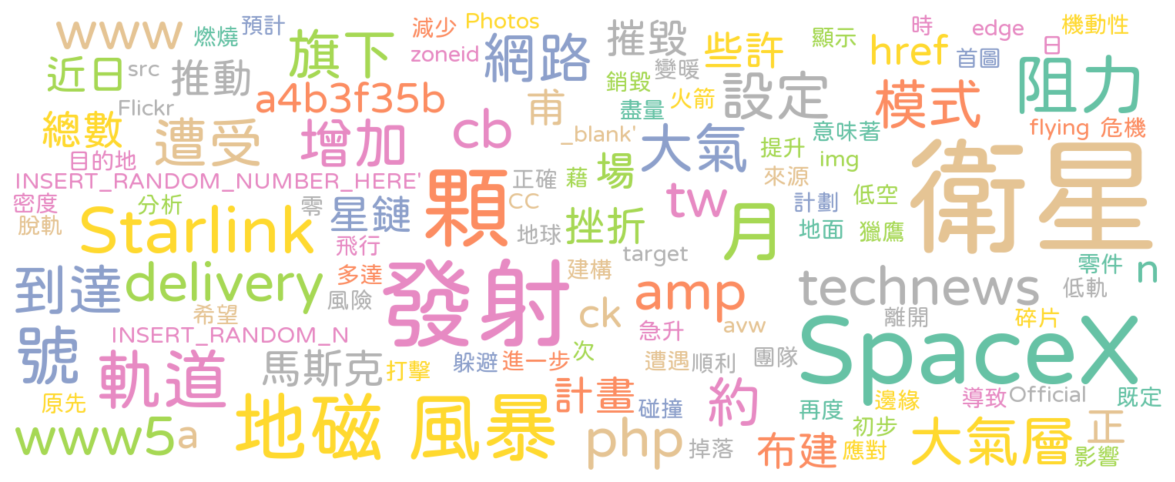 www 燃燒 預計 旗下 減少 Photos 網路 摧毀 些許 顯示 時 edge 機動性
近日 src 推動 zoneid 變暖 href 首圖 日
Flickr a4b3f35b 甫 銷毀 設定 模式 阻力
總數 遭受 增加 cb _blank' 盡量 火箭 大氣 意味著 flying 危機
目的地 場 提升 img
INSERT_RANDOM_NUMBER_HERE' 顆 正確 藉 tw 來源 低空 衛星
密度 分析 零 星鏈 CC 月 計劃
脫軌 Starlink 飛行 地球 挫折 地面 獵鷹
到達 delivery 多達 發射 建構 target technews 零件 n
風險 amp 低軌
希望 ck avw 離開 碎片
號 INSERT_RANDOM_N 急升 SpaceX
軌道 馬斯克 打擊 躲避 進一步 次 遭遇 順利 團隊
原先 計畫 碰撞 約 再度 邊緣 導致 Official 既定
www5 a 地磁 風暴 php 掉落 布建 初步 應對 大氣層 正 影響